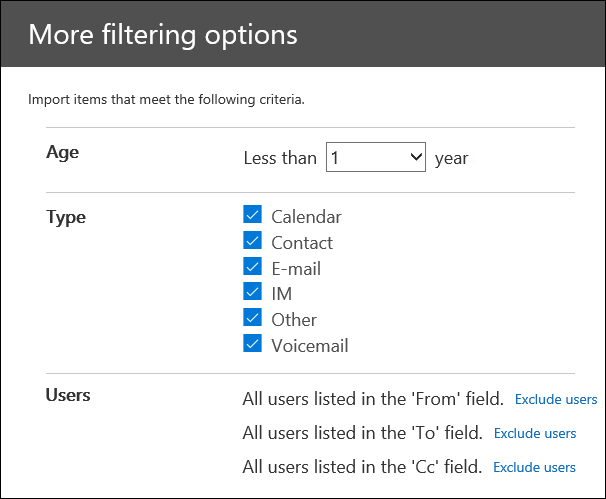 More filtering options
Import items that meet the following criteria.
Age Less than 1 year
Type Calendar
Contact
E-mail
IM
Other
Voicemail
Users All users listed in the 'From' field. Exclude users
All users listed in the 'To' field. Exclude users
All users listed in the 'Cc' field. Exclude users